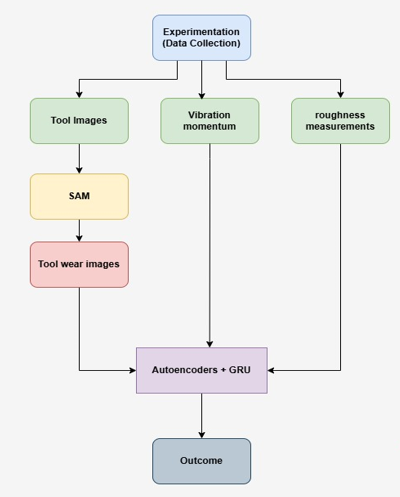 Experimentation
(Data Collection)
Tool Images
Vibration
momentum
roughness
measurements
SAM
Tool wear images
Autoencoders + GRU
Outcome